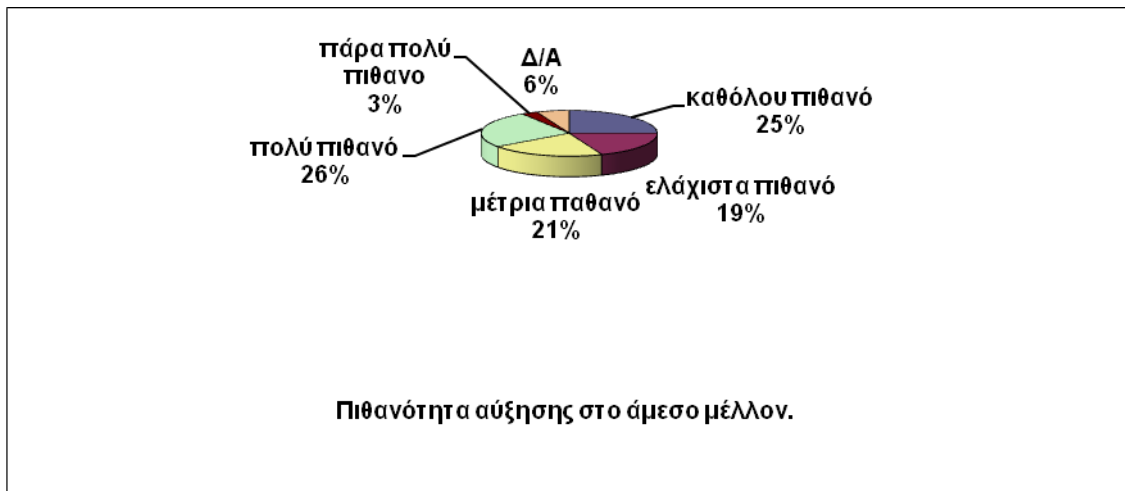 πάρα πολύ
πιθανο
3%
Δ/Α
6%
καθόλου πιθανό
25%
πολύ πιθανό
26%
ελάχιστα πιθανό
19%
μέτρια παθανό
21%
Πιθανότητα αύξησης στο άμεσο μέλλον.